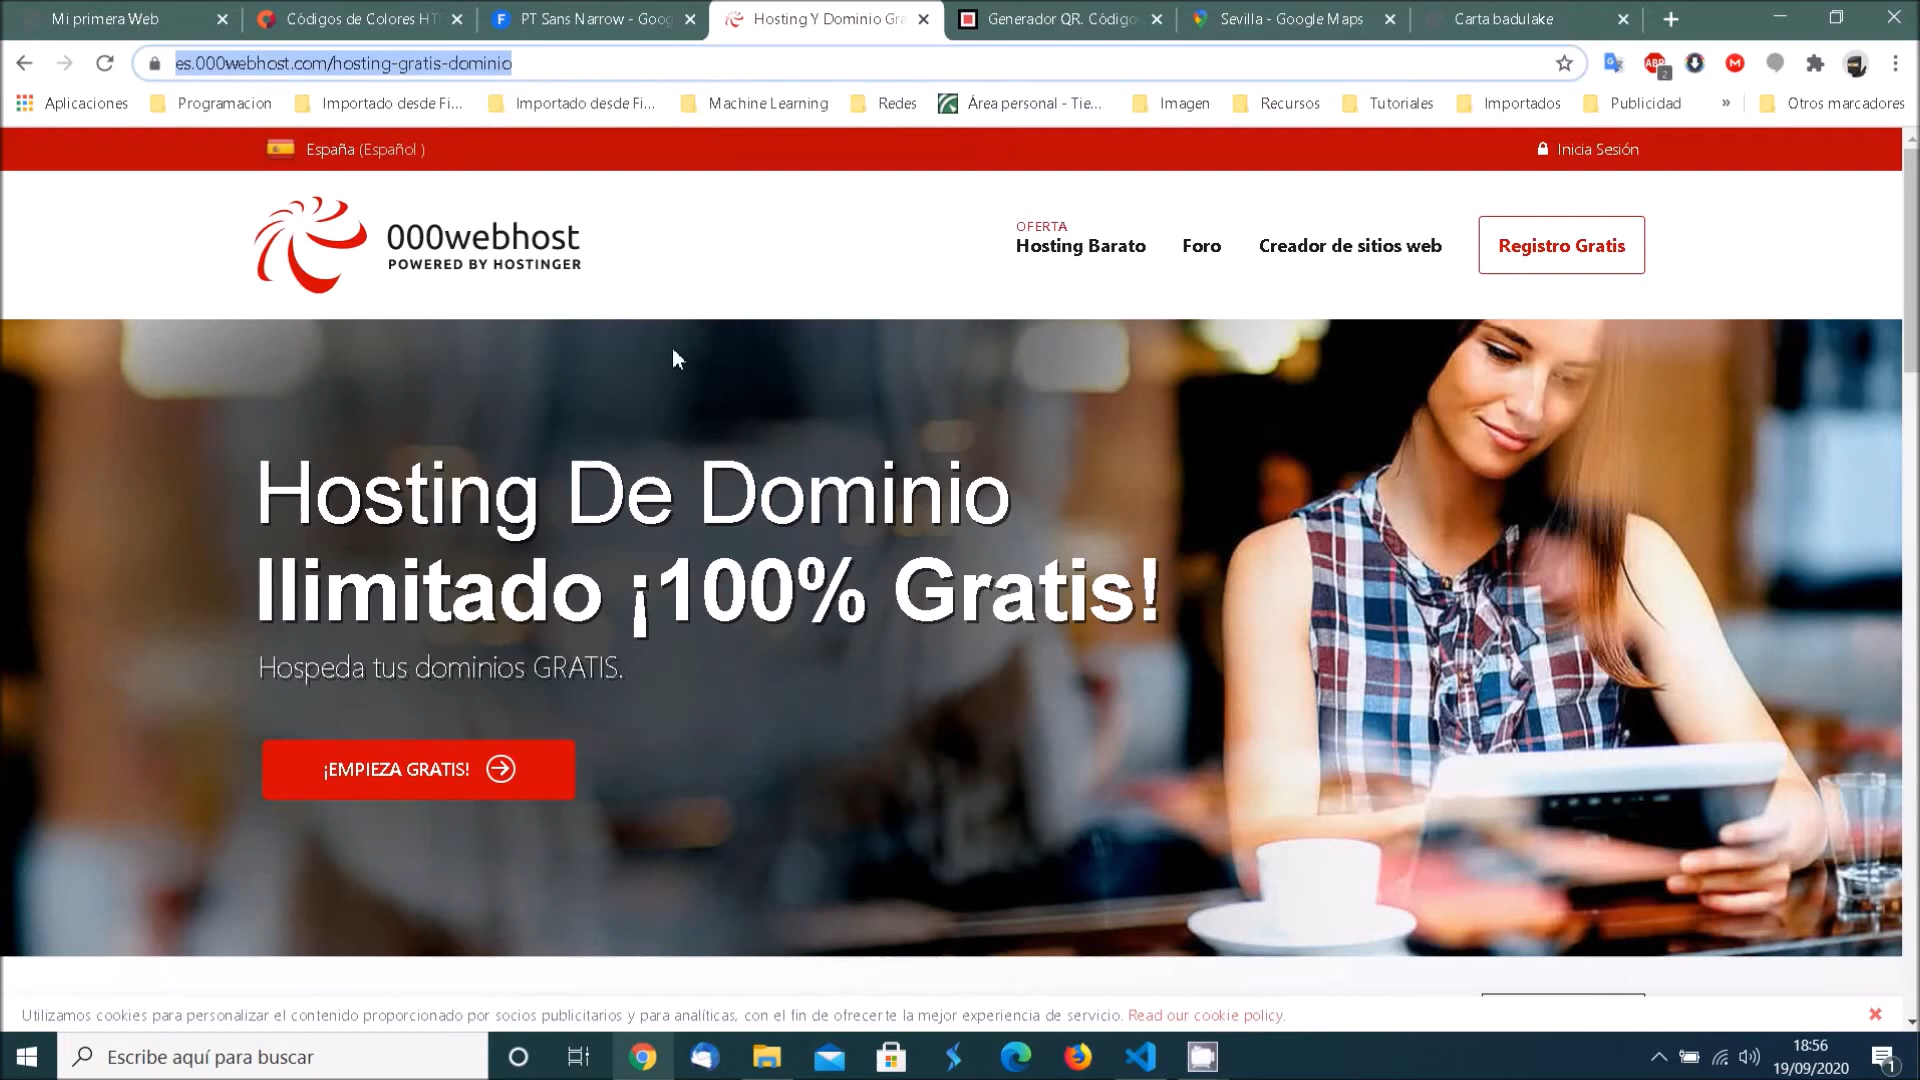 Mi primera Web
Códigos de Colores HT
PT Sans Narrow - Goog
Hosting Y Dominio Gra
Generador QR. Código
Sevilla - Google Maps
Carta badulake
es.000webhost.com/hosting-gratis-dominio
ABP
2
Aplicaciones
Programacion
Importado desde Fi...
Importado desde Fi...
Machine Learning
Redes
Área personal - Tie...
Imagen
Recursos
Tutoriales
Importados
Publicidad
»
Otros marcadores
España (Español )
Inicia Sesión
000webhost
POWERED BY HOSTINGER
OFERTA
Hosting Barato
Foro
Creador de sitios web
Registro Gratis
Hosting De Dominio
Ilimitado ¡100% Gratis!
Hospeda tus dominios GRATIS.
¡EMPIEZA GRATIS!
Utilizamos cookies para personalizar el contenido proporcionado por socios publicitarios y para analíticas, con el fin de ofrecerte la mejor experiencia de servicio. Read our cookie policy.
Escribe aquí para buscar
18:56
19/09/2020
1